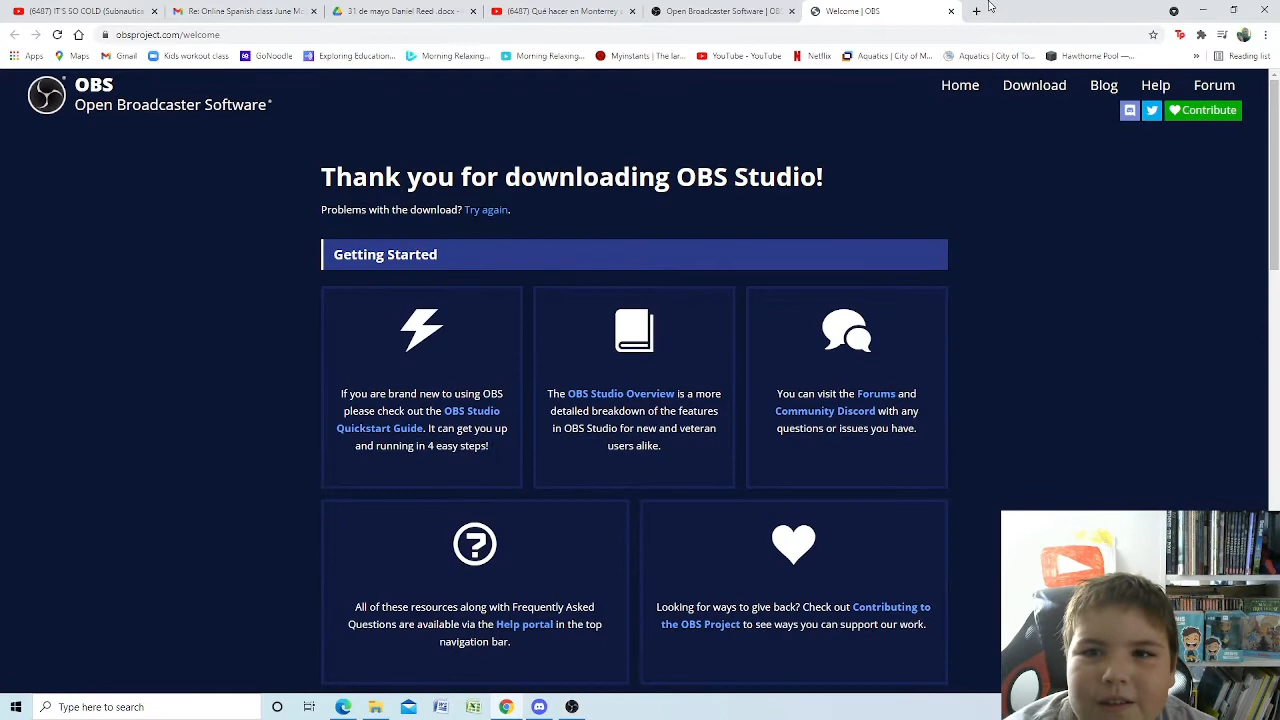 (6487) IT'S SO COLD (Subnautic
Re: Online Spanish class June M
31 de mayo Daniel Reed .docx -
(6487) Qué hacer en Monterrey
Open Broadcaster Software | OBS
Welcome | OBS
obsproject.com/welcome
Apps
Maps
Gmail
Kids workout class
GoNoodle
Exploring Education...
Morning Relaxing...
Morning Relaxing...
Myinstants | The lar...
YouTube - YouTube
Netflix
Aquatics | City of M...
Aquatics | City of To...
Hawthorne Pool —...
Reading list
OBS
Open Broadcaster Software
Home
Download
Blog
Help
Forum
Contribute
Thank you for downloading OBS Studio!
Problems with the download? Try again.
Getting Started
If you are brand new to using OBS
please check out the OBS Studio
Quickstart Guide. It can get you up
and running in 4 easy steps!
The OBS Studio Overview is a more
detailed breakdown of the features
in OBS Studio for new and veteran
users alike.
You can visit the Forums and
Community Discord with any
questions or issues you have.
All of these resources along with Frequently Asked
Questions are available via the Help portal in the top
navigation bar.
Looking for ways to give back? Check out Contributing to
the OBS Project to see ways you can support our work.
Type here to search